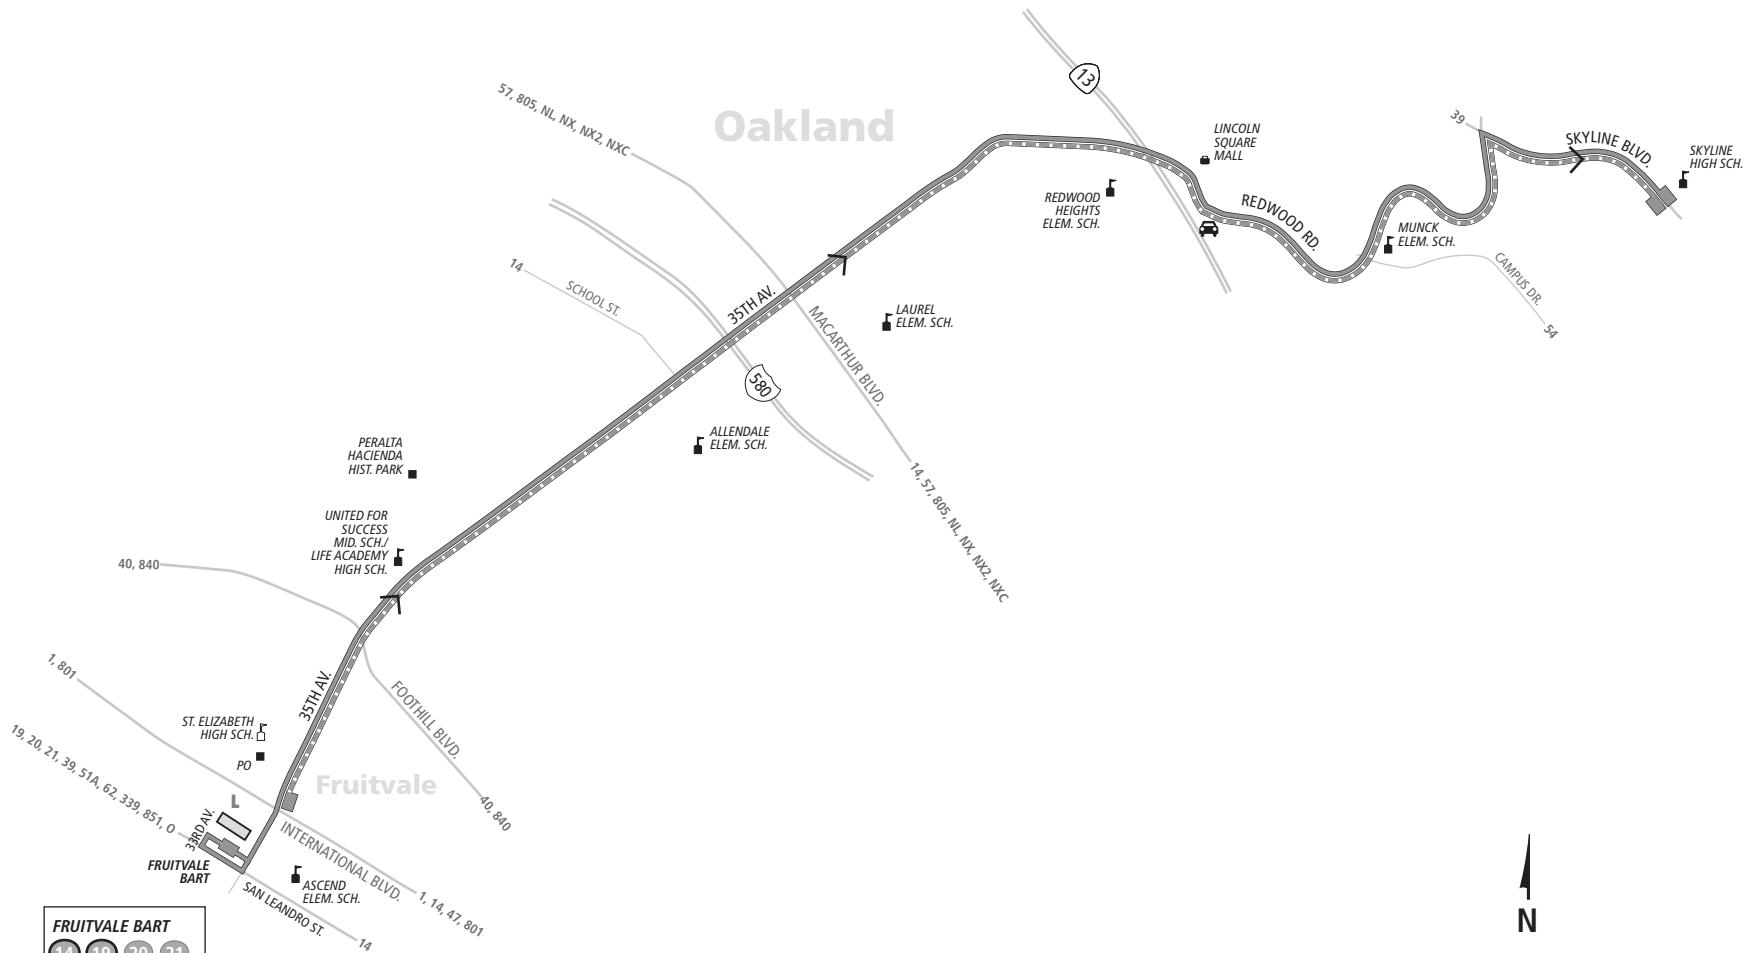 13
57, 805, NL, NX, NX2, NXC
Oakland
LINCOLN
SQUARE
MALL
39
SKYLINE BLVD.
SKYLINE
HIGH SCH.
REDWOOD
HEIGHTS
ELEM. SCH.
REDWOOD RD.
MUNCK
ELEM. SCH.
CAMPUS DR.
54
14
SCHOOL ST.
35TH AV.
MACARTHUR BLVD.
LAUREL
ELEM. SCH.
580
ALLENDALE
ELEM. SCH.
14, 57, 805, NL, NX, NX2, NXC
PERALTA
HACIENDA
HIST. PARK
UNITED FOR
SUCCESS
MID. SCH./
LIFE ACADEMY
HIGH SCH.
40, 840
1, 801
35TH AV.
FOOTHILL BLVD.
40, 840
ST. ELIZABETH
HIGH SCH.
PO
19, 20, 21, 39, 51A, 62, 339, 851, O
Fruitvale
L
33RD AV.
FRUITVALE
BART
INTERNATIONAL BLVD.
ASCEND
ELEM. SCH.
1, 14, 47, 801
SAN LEANDRO ST.
14
N
FRUITVALE BART
14 19 20 21